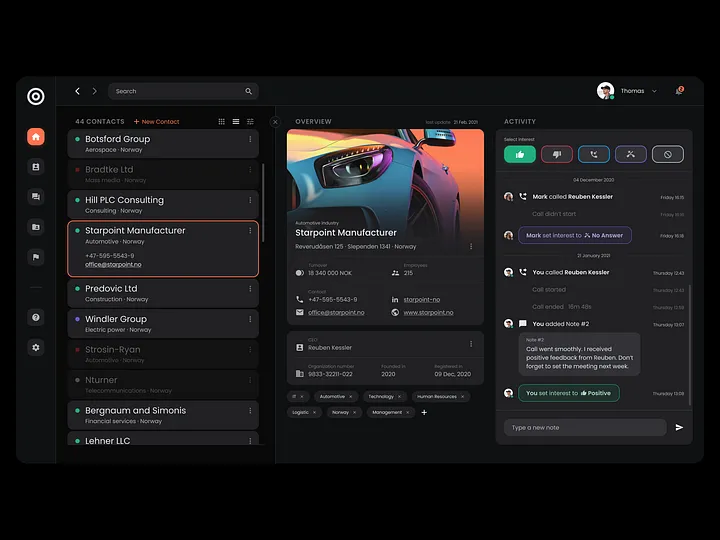 Search
Thomas
44 CONTACTS
+ New Contact
Botsford Group
Aerospace · Norway
Bradtke Ltd
Mass media · Norway
Hill PLC Consulting
Consulting · Norway
Starpoint Manufacturer
Automotive · Norway
+47-595-5543-9
office@starpoint.no
Predovic Ltd
Construction · Norway
Windler Group
Electric power · Norway
Strosin-Ryan
Automotive · Norway
Nturner
Telecommunications · Norway
Bergnaum and Simonis
Financial services · Norway
Lehner LLC
OVERVIEW
last update 21 Feb, 2021
Automotive Industry
Starpoint Manufacturer
Reverudåsen 125 · Slependen 1341 · Norway
Turnover
18 340 000 NOK
Employees
215
Contact
+47-595-5543-9
starpoint-no
office@starpoint.no
www.starpoint.no
CEO
Reuben Kessler
Organization number
9833-32211-022
Founded in
2020
Registered in
09 Dec, 2020
IT ×
Automotive ×
Technology ×
Human Resources ×
Logistic ×
Norway ×
Management ×
+
ACTIVITY
Select interest
04 December 2020
Mark called Reuben Kessler
Friday 16:15
Call didn't start
Friday 16:15
Mark set interest to No Answer
Friday 16:16
21 January 2021
You called Reuben Kessler
Thursday 12:43
Call started
Thursday 12:43
Call ended · 15m 48s
Thursday 12:58
You added Note #2
Thursday 13:07
Note #2
Call went smoothly. I received
positive feedback from Reuben. Don't
forget to set the meeting next week.
You set interest to Positive
Thursday 13:08
Type a new note